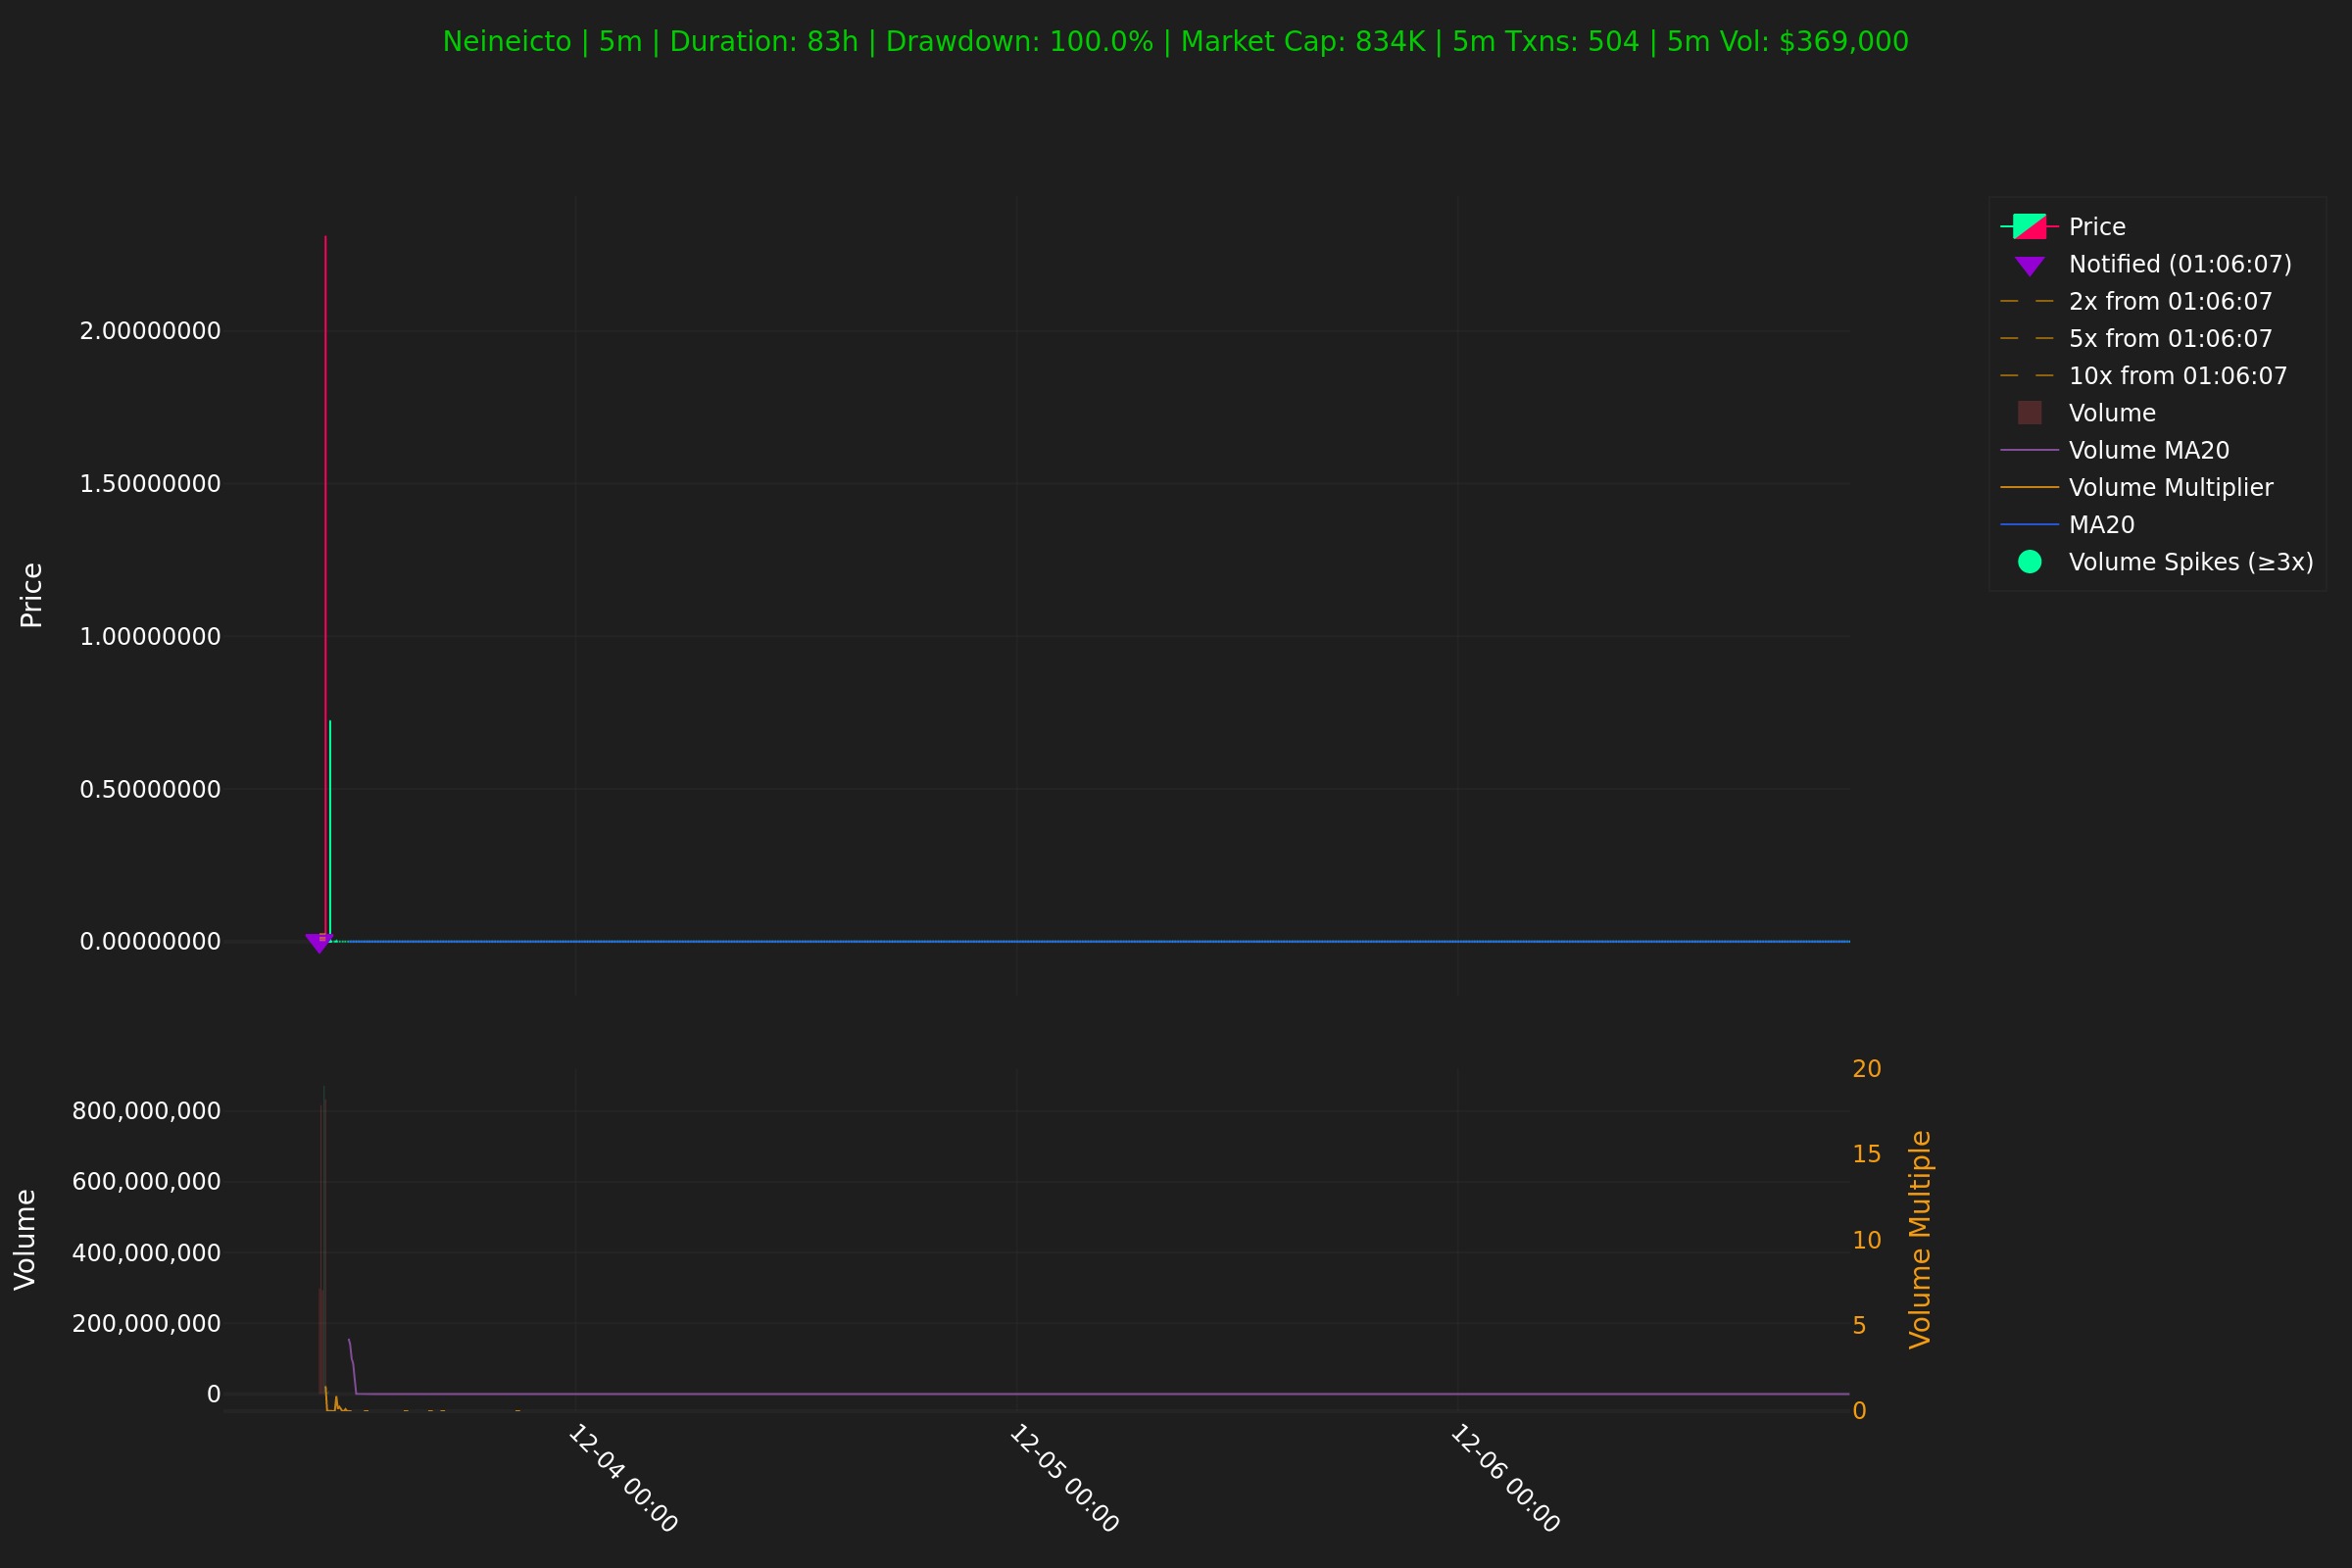 Neineicto | 5m | Duration: 83h | Drawdown: 100.0% | Market Cap: 834K | 5m Txns: 504 | 5m Vol: $369,000
Price
2.00000000
1.50000000
1.00000000
0.50000000
0.00000000
Price
Notified (01:06:07)
2x from 01:06:07
5x from 01:06:07
10x from 01:06:07
Volume
Volume MA20
Volume Multiplier
MA20
Volume Spikes (≥3x)
Volume
800,000,000
600,000,000
400,000,000
200,000,000
0
20
15
10
5
0
Volume Multiple
12-04 00:00
12-05 00:00
12-06 00:00